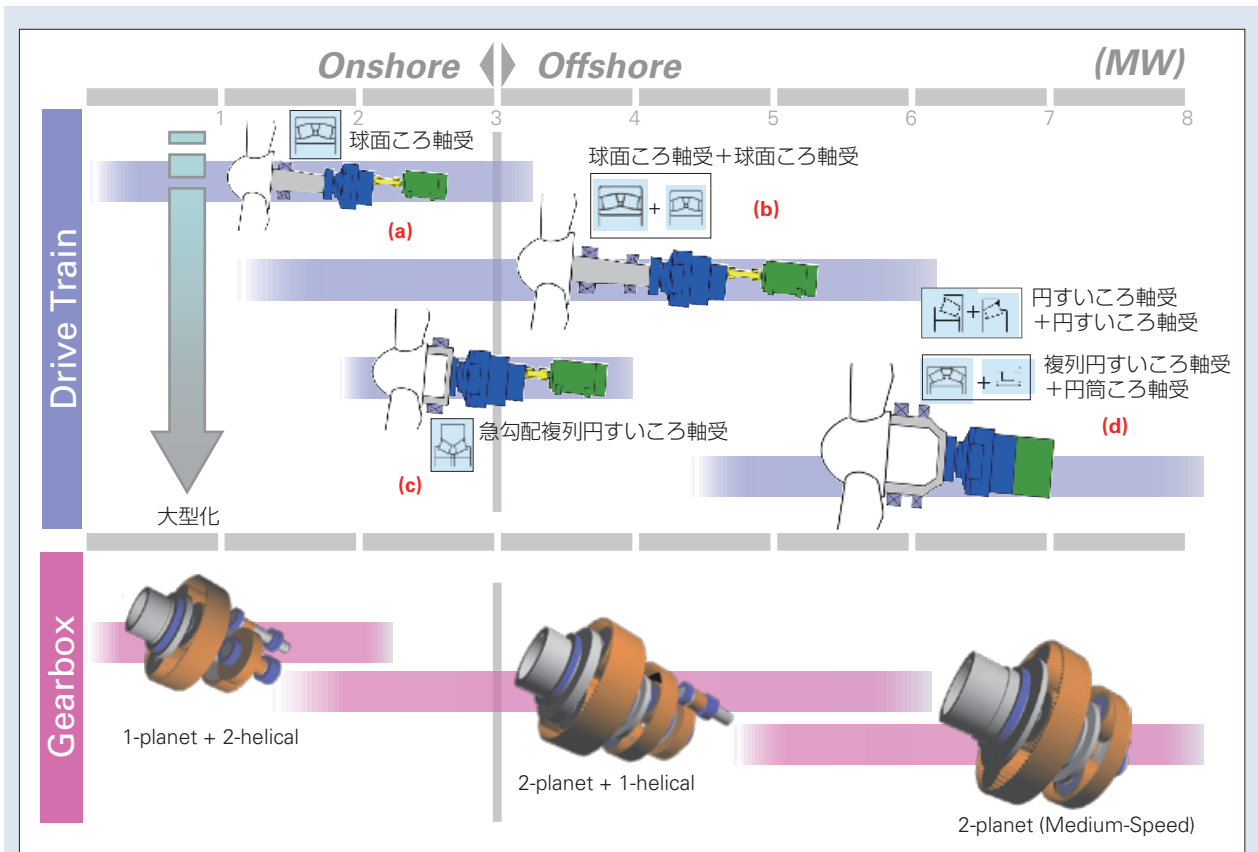 Onshore Offshore (MW)
1 2 3 4 5 6 7 8
Drive Train
球面ころ軸受
(a)
球面ころ軸受＋球面ころ軸受
+
(b)
円すいころ軸受
＋円すいころ軸受
+
複列円すいころ軸受
＋円筒ころ軸受
+
(d)
急勾配複列円すいころ軸受
(c)
大型化
Gearbox
1-planet + 2-helical
2-planet + 1-helical
2-planet (Medium-Speed)